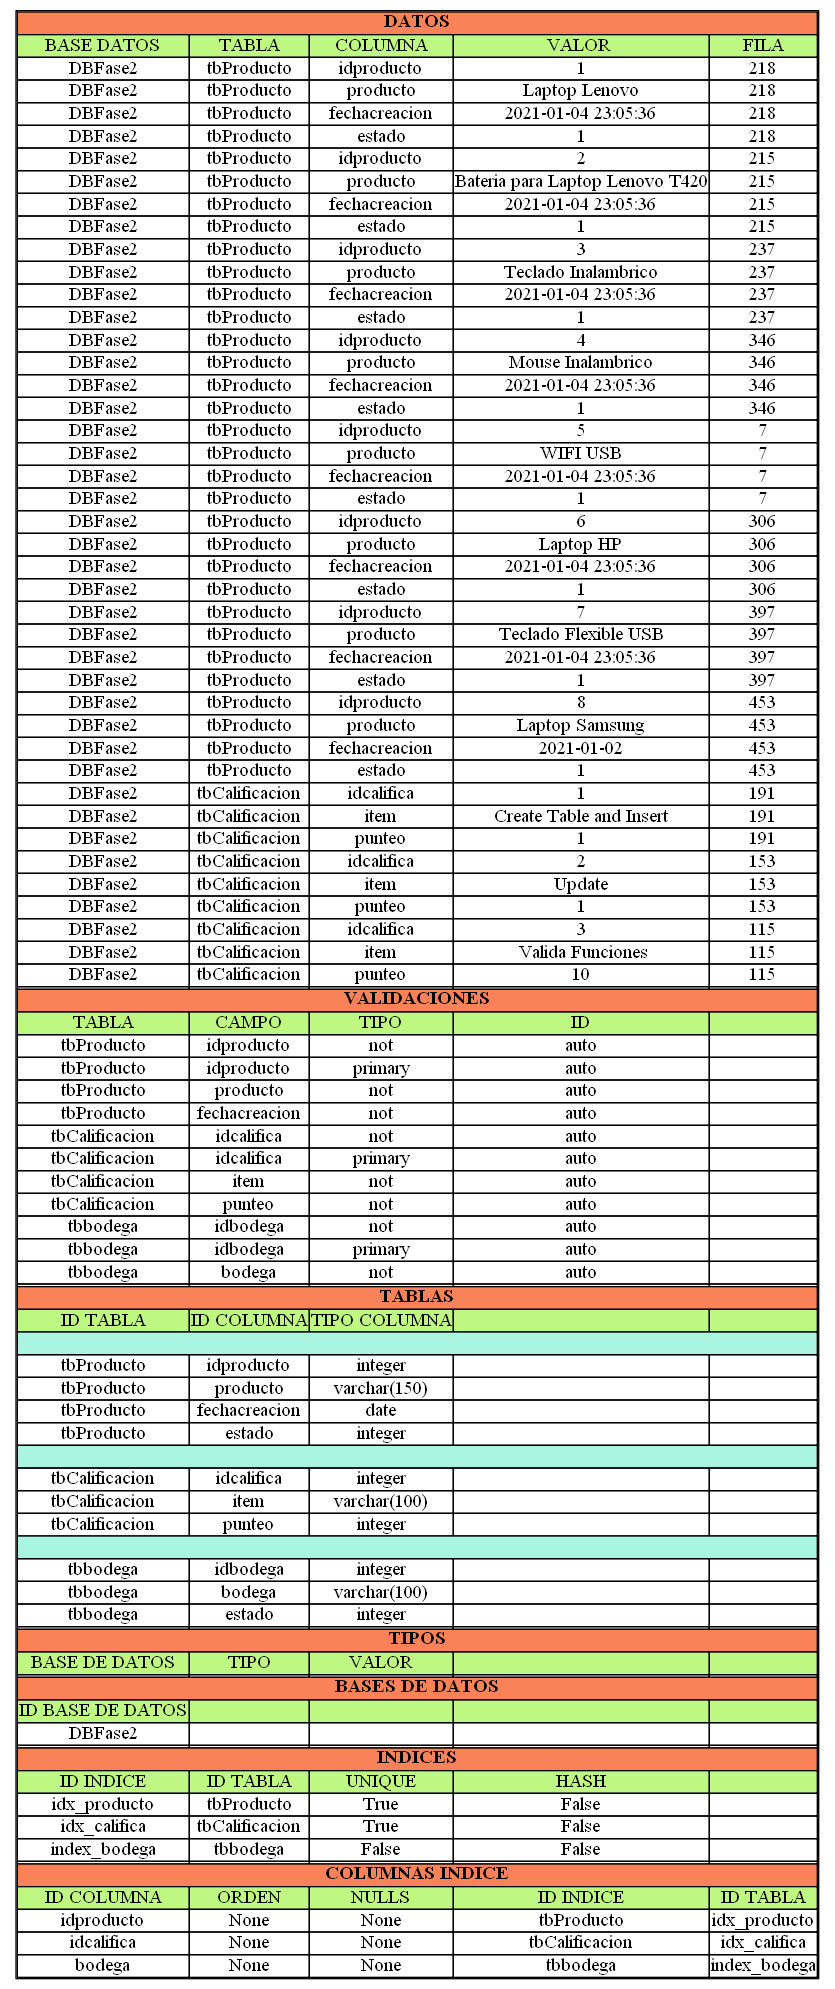 DATOS
BASE DATOS TABLA COLUMNA VALOR FILA
DBFase2 tbProducto idproducto 1 218
DBFase2 tbProducto producto Laptop Lenovo 218
DBFase2 tbProducto fechacreacion 2021-01-04 23:05:36 218
DBFase2 tbProducto estado 1 218
DBFase2 tbProducto idproducto 2 215
DBFase2 tbProducto producto Bateria para Laptop Lenovo T420 215
DBFase2 tbProducto fechacreacion 2021-01-04 23:05:36 215
DBFase2 tbProducto estado 1 215
DBFase2 tbProducto idproducto 3 237
DBFase2 tbProducto producto Teclado Inalambrico 237
DBFase2 tbProducto fechacreacion 2021-01-04 23:05:36 237
DBFase2 tbProducto estado 1 237
DBFase2 tbProducto idproducto 4 346
DBFase2 tbProducto producto Mouse Inalambrico 346
DBFase2 tbProducto fechacreacion 2021-01-04 23:05:36 346
DBFase2 tbProducto estado 1 346
DBFase2 tbProducto idproducto 5 7
DBFase2 tbProducto producto WIFI USB 7
DBFase2 tbProducto fechacreacion 2021-01-04 23:05:36 7
DBFase2 tbProducto estado 1 7
DBFase2 tbProducto idproducto 6 306
DBFase2 tbProducto producto Laptop HP 306
DBFase2 tbProducto fechacreacion 2021-01-04 23:05:36 306
DBFase2 tbProducto estado 1 306
DBFase2 tbProducto idproducto 7 397
DBFase2 tbProducto producto Teclado Flexible USB 397
DBFase2 tbProducto fechacreacion 2021-01-04 23:05:36 397
DBFase2 tbProducto estado 1 397
DBFase2 tbProducto idproducto 8 453
DBFase2 tbProducto producto Laptop Samsung 453
DBFase2 tbProducto fechacreacion 2021-01-02 453
DBFase2 tbProducto estado 1 453
DBFase2 tbCalificacion idcalifica 1 191
DBFase2 tbCalificacion item Create Table and Insert 191
DBFase2 tbCalificacion punteo 1 191
DBFase2 tbCalificacion idcalifica 2 153
DBFase2 tbCalificacion item Update 153
DBFase2 tbCalificacion punteo 1 153
DBFase2 tbCalificacion idcalifica 3 115
DBFase2 tbCalificacion item Valida Funciones 115
DBFase2 tbCalificacion punteo 10 115
VALIDACIONES
TABLA CAMPO TIPO ID
tbProducto idproducto not auto
tbProducto idproducto primary auto
tbProducto producto not auto
tbProducto fechacreacion not auto
tbCalificacion idcalifica not auto
tbCalificacion idcalifica primary auto
tbCalificacion item not auto
tbCalificacion punteo not auto
tbbodega idbodega not auto
tbbodega idbodega primary auto
tbbodega bodega not auto
TABLAS
ID TABLA ID COLUMNA TIPO COLUMNA
tbProducto idproducto integer
tbProducto producto varchar(150)
tbProducto fechacreacion date
tbProducto estado integer
tbCalificacion idcalifica integer
tbCalificacion item varchar(100)
tbCalificacion punteo integer
tbbodega idbodega integer
tbbodega bodega varchar(100)
tbbodega estado integer
TIPOS
BASE DE DATOS TIPO VALOR
BASES DE DATOS
ID BASE DE DATOS
DBFase2
INDICES
ID INDICE ID TABLA UNIQUE HASH
idx_producto tbProducto True False
idx_califica tbCalificacion True False
index_bodega tbbodega False False
COLUMNAS INDICE
ID COLUMNA ORDEN NULLS ID INDICE ID TABLA
idproducto None None tbProducto idx_producto
idcalifica None None tbCalificacion idx_califica
bodega None None tbbodega index_bodega